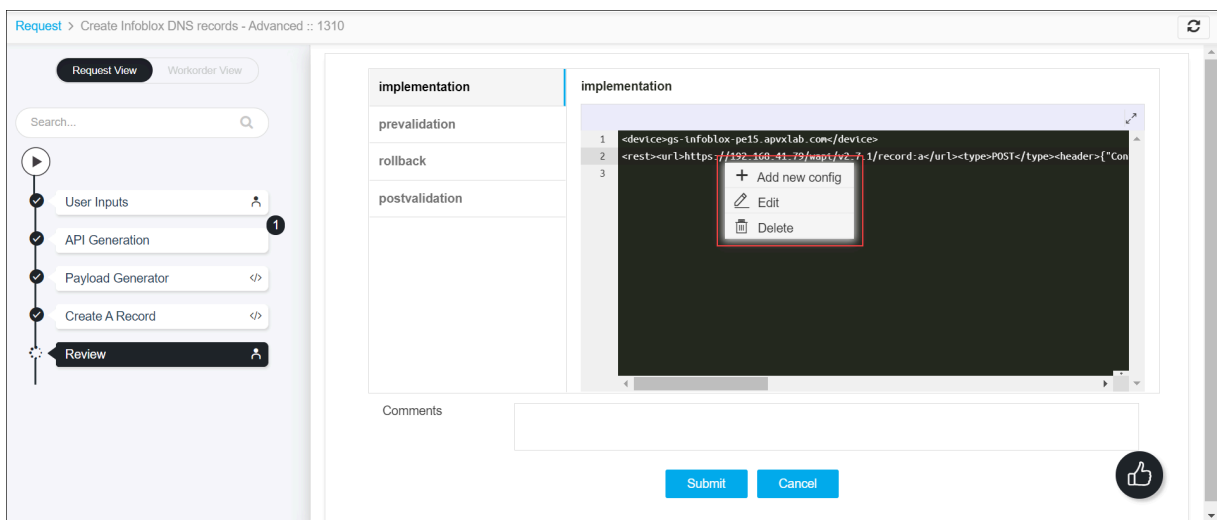 Request > Create Infoblox DNS records - Advanced :: 1310
Request View
Workorder View
Search...
User Inputs
1
API Generation
Payload Generator </>
Create A Record </>
Review
implementation
prevalidation
rollback
postvalidation
implementation
1 <device>gs-infoblox-pe15.apvxlab.com</device>
2 <rest><url>https://192.168.41.79/wapi/v2.7.1/record:a</url><type>POST</type><header>{"Con
3
+ Add new config
Edit
Delete
Comments
Submit
Cancel